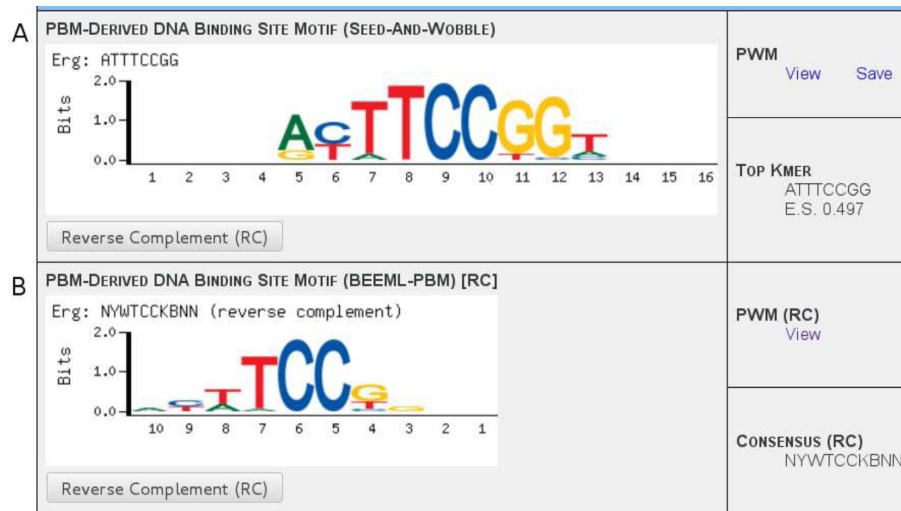 A
PBM-DERIVED DNA BINDING SITE MOTIF (SEED-AND-WOBBLE)
Erg: ATTTCCGG
2.0
Bits
1.0
0.0
1 2 3 4 5 6 7 8 9 10 11 12 13 14 15 16
Reverse Complement (RC)
PWM
View Save
TOP KMER
ATTTCCGG
E.S. 0.497
B
PBM-DERIVED DNA BINDING SITE MOTIF (BEEML-PBM) [RC]
Erg: NYWTCCKBNN (reverse complement)
2.0
Bits
1.0
0.0
10 9 8 7 6 5 4 3 2 1
Reverse Complement (RC)
PWM (RC)
View
CONSENSUS (RC)
NYWTCCKBNN